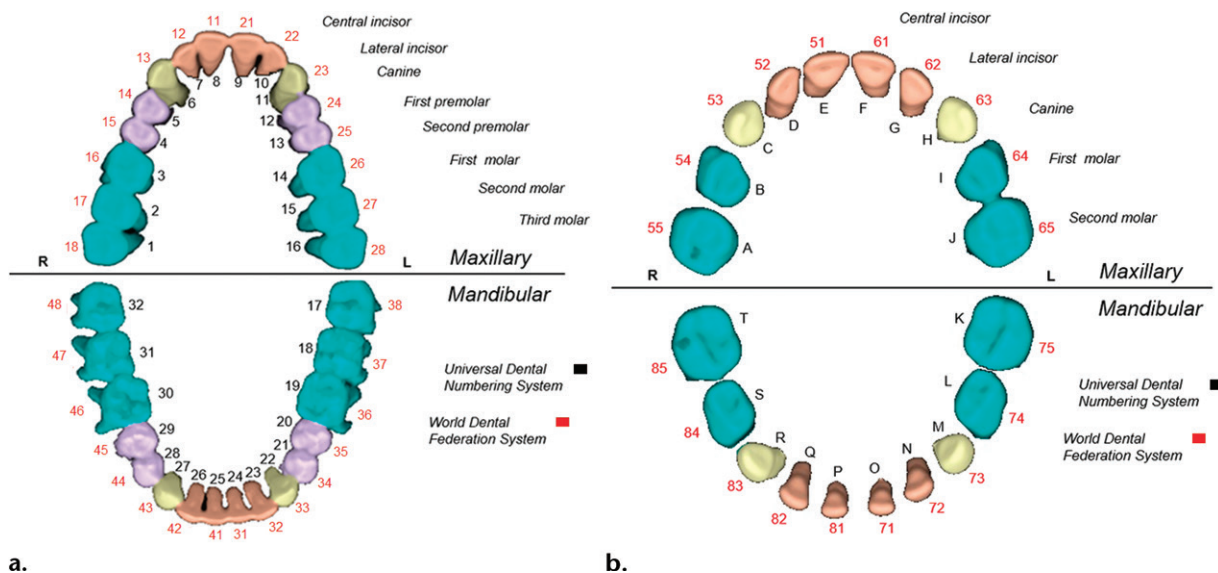 11 21 Central incisor
12 22 Lateral incisor
13 7 8 9 10 23 Canine
14 6 11 24 First premolar
15 5 12 25 Second premolar
4 13
16 3 14 26 First molar
17 2 15 27 Second molar
18 1 16 28 Third molar
R L Maxillary
Mandibular
48 32 17 38
47 31 18 37
46 30 19 36
45 29 20 35
44 28 21 34
43 27 26 25 24 23 22 33
42 41 31 32
Universal Dental
Numbering System
World Dental
Federation System
a.
Central incisor
51 61
52 62 Lateral incisor
53 D E F G 63 Canine
C H
54 B I 64 First molar
55 A J 65 Second molar
R L
Maxillary
Mandibular
T K
85 75
S L
84 74
R Q P O N M
83 73
82 81 71 72
Universal Dental
Numbering System
World Dental
Federation System
b.